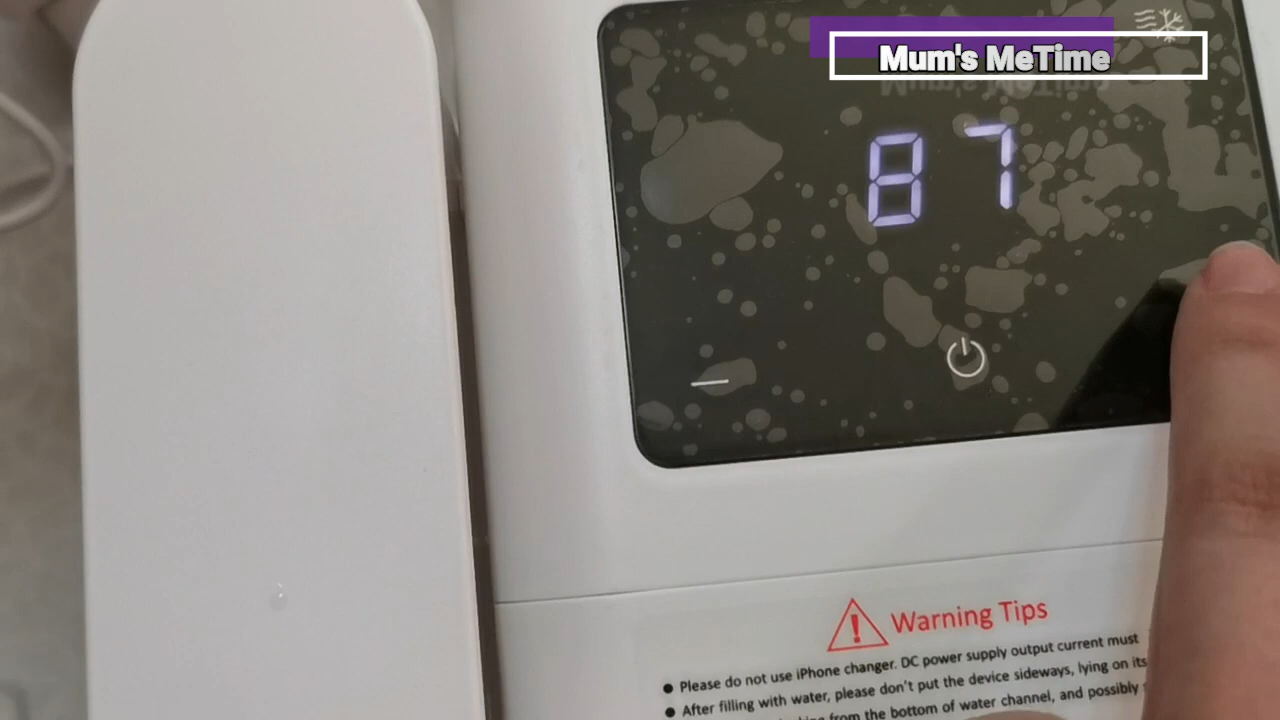 Mum's MeTime
87
Warning Tips
Please do not use iPhone changer. DC power supply output current must
After filling with water, please don't put the device sideways, lying on its
from the bottom of water channel, and possibly